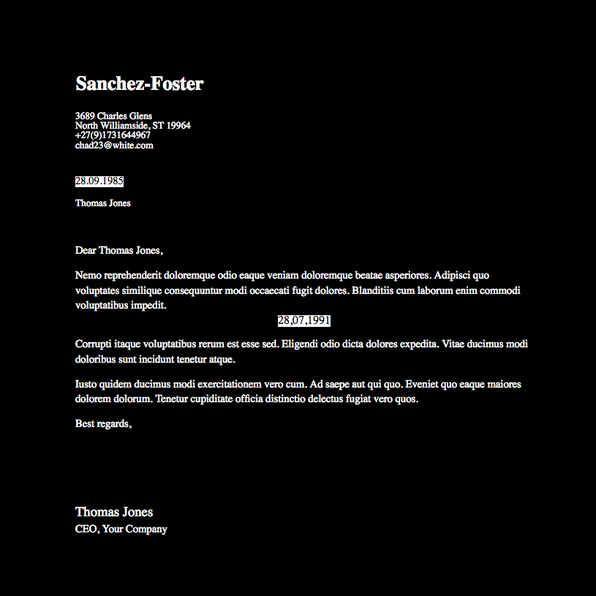 Sanchez-Foster
3689 Charles Glens
North Williamside, ST 19964
+27(9)1731644967
chad23@white.com
28.09.1985
Thomas Jones
Dear Thomas Jones,
Nemo reprehenderit doloremque odio eaque veniam doloremque beatae asperiores. Adipisci quo
voluptates similique consequuntur modi occaecati fugit dolores. Blanditiis cum laborum enim commodi
voluptatibus impedit.
28,07,1991
Corrupti itaque voluptatibus rerum est esse sed. Eligendi odio dicta dolores expedita. Vitae ducimus modi
doloribus sunt incidunt tenetur atque.
Iusto quidem ducimus modi exercitationem vero cum. Ad saepe aut qui quo. Eveniet quo eaque maiores
dolorem dolorum. Tenetur cupiditate officia distinctio delectus fugiat vero quos.
Best regards,
Thomas Jones
CEO, Your Company